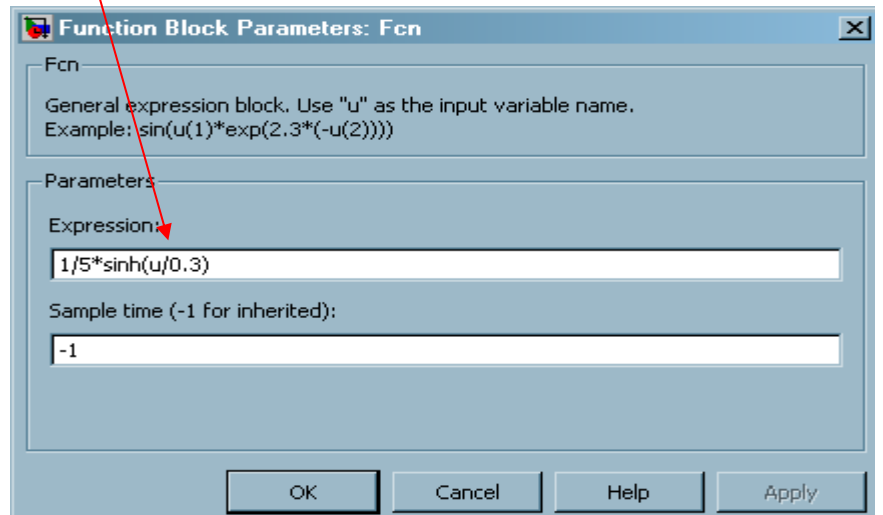 Function Block Parameters: Fcn
Fcn
General expression block. Use "u" as the input variable name.
Example: sin(u(1)*exp(2.3*(-u(2))))
Parameters
Expression:
1/5*sinh(u/0.3)
Sample time (-1 for inherited):
-1
OK Cancel Help Apply